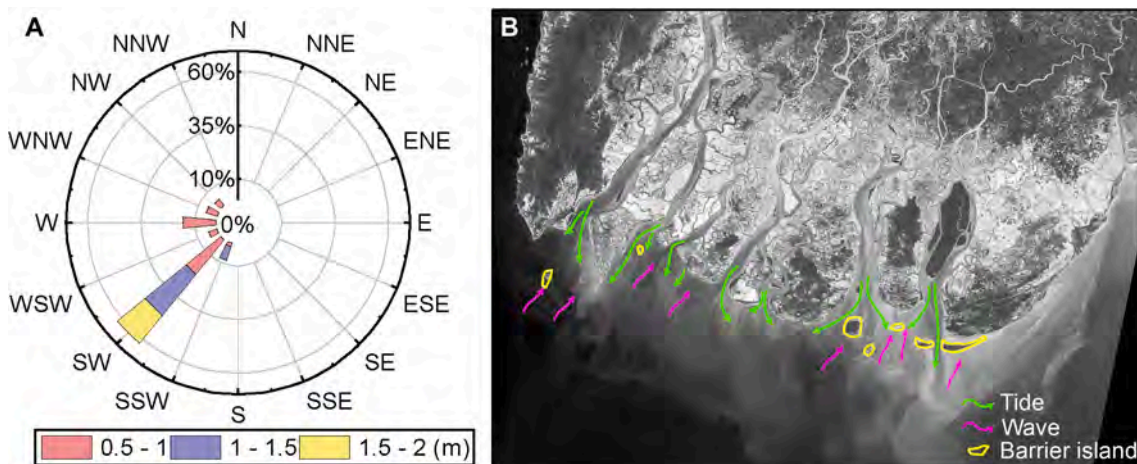 A
N
NNW
NNE
NW
NE
60%
35%
WNW
ENE
10%
W
0%
E
WSW
ESE
SW
SE
SSW
SSE
S
0.5 - 1
1 - 1.5
1.5 - 2 (m)
B
Tide
Wave
Barrier island